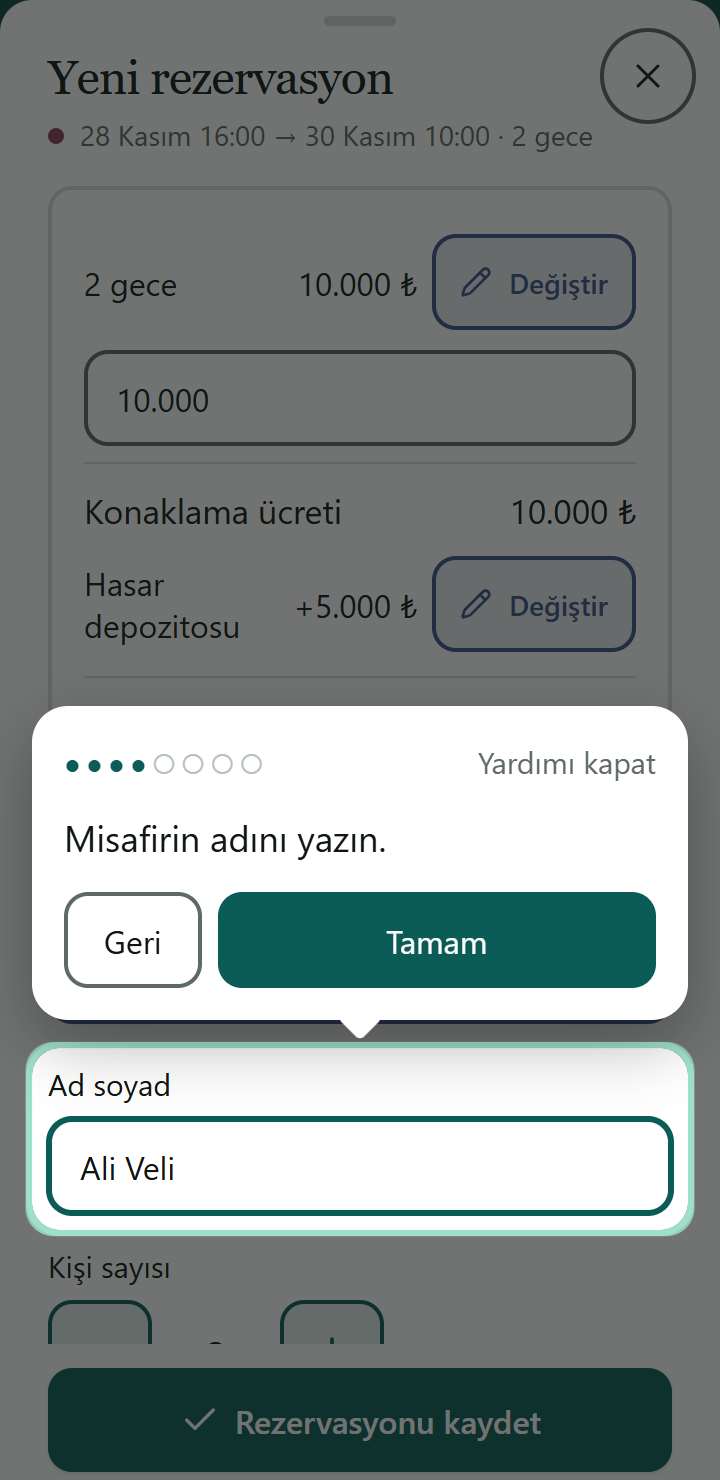 Yeni rezervasyon
28 Kasım 16:00 → 30 Kasım 10:00 · 2 gece
2 gece 10.000 ₺ Değiştir
10.000
Konaklama ücreti 10.000 ₺
Hasar depozitosu +5.000 ₺ Değiştir
Yardımı kapat
Misafirin adını yazın.
Geri Tamam
Ad soyad
Ali Veli
Kişi sayısı
Rezervasyonu kaydet